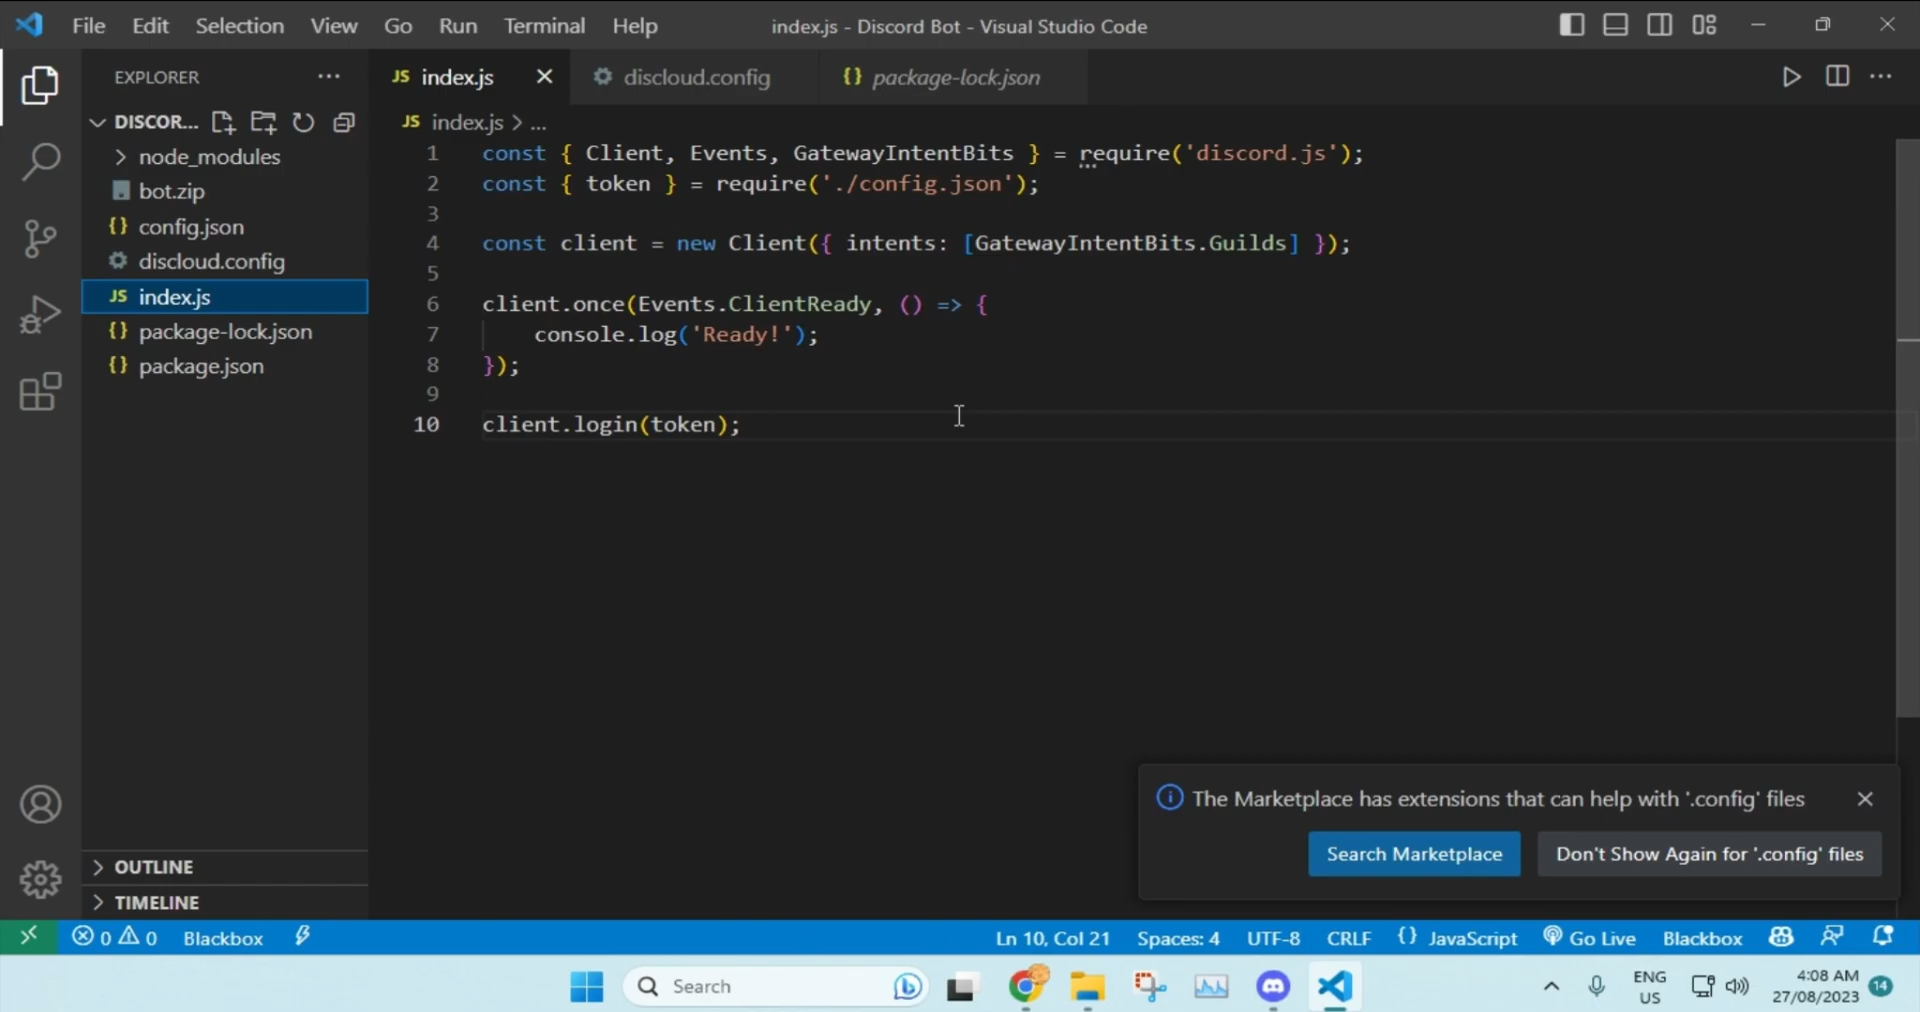 File Edit Selection View Go Run Terminal Help
index.js - Discord Bot - Visual Studio Code
EXPLORER
JS index.js
discloud.config
{} package-lock.json
DISCOR...
JS index.js > ...
node_modules
bot.zip
{} config.json
discloud.config
JS index.js
{} package-lock.json
{} package.json
1 const { Client, Events, GatewayIntentBits } = require('discord.js');
2 const { token } = require('./config.json');
3
4 const client = new Client({ intents: [GatewayIntentBits.Guilds] });
5
6 client.once(Events.ClientReady, () => {
7 console.log('Ready!');
8 });
9
10 client.login(token);
The Marketplace has extensions that can help with '.config' files
Search Marketplace
Don't Show Again for '.config' files
OUTLINE
TIMELINE
0 0 Blackbox
Ln 10, Col 21 Spaces: 4 UTF-8 CRLF {} JavaScript Go Live Blackbox
Search
ENG
US
4:08 AM
27/08/2023
14